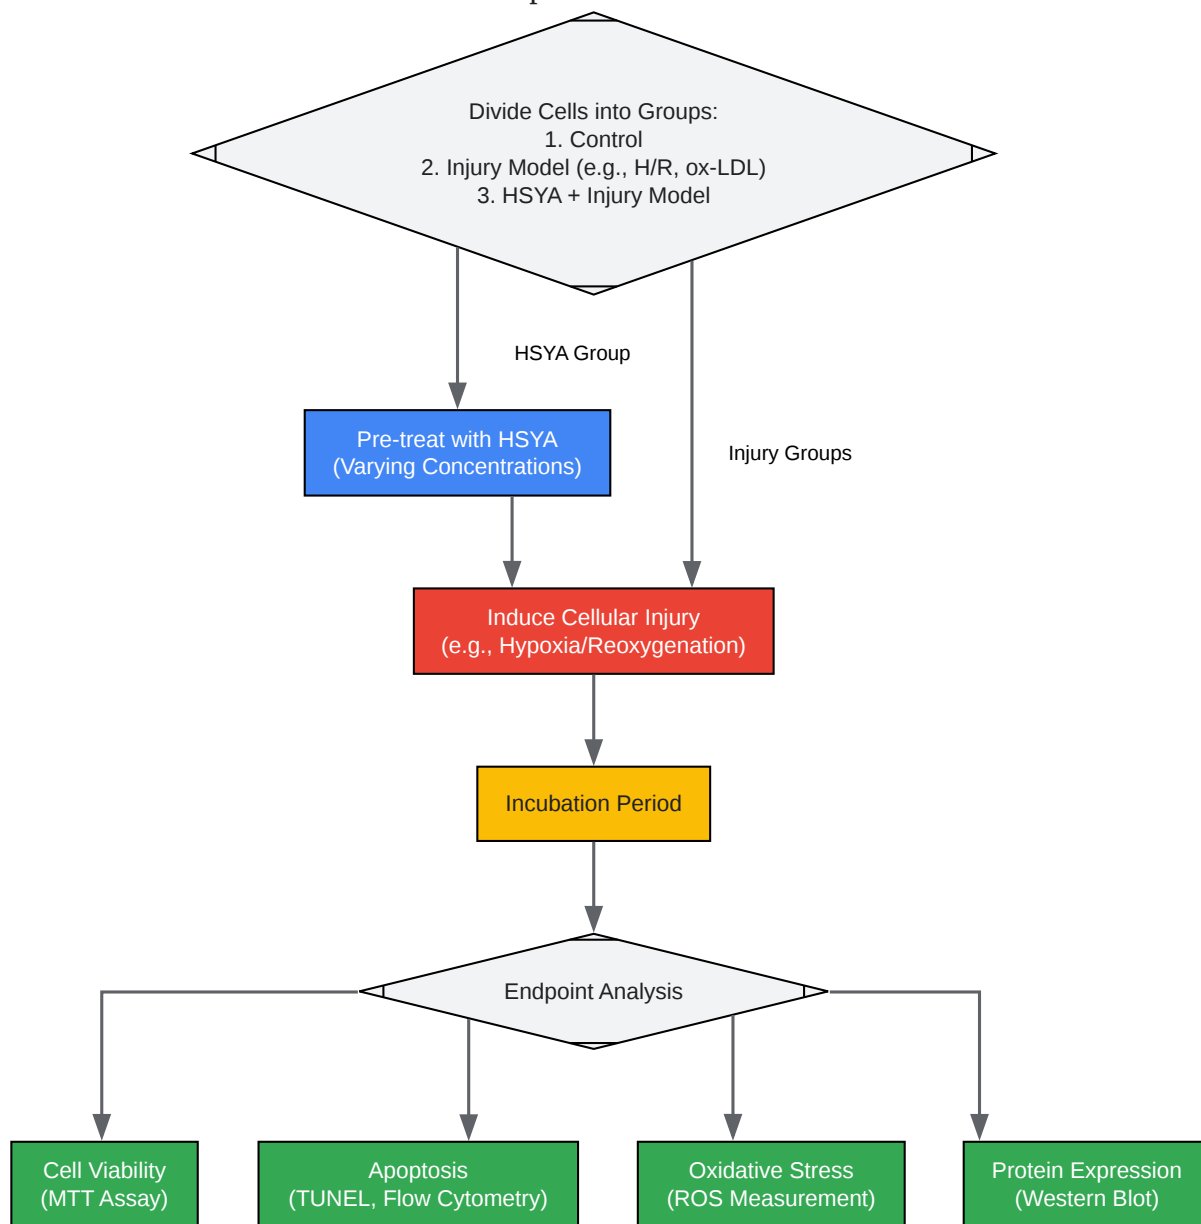 Divide Cells into Groups:
1. Control
2. Injury Model (e.g., H/R, ox-LDL)
3. HSYA + Injury Model
HSYA Group
Pre-treat with HSYA
(Varying Concentrations)
Injury Groups
Induce Cellular Injury
(e.g., Hypoxia/Reoxygenation)
Incubation Period
Endpoint Analysis
Cell Viability
(MTT Assay)
Apoptosis
(TUNEL, Flow Cytometry)
Oxidative Stress
(ROS Measurement)
Protein Expression
(Western Blot)